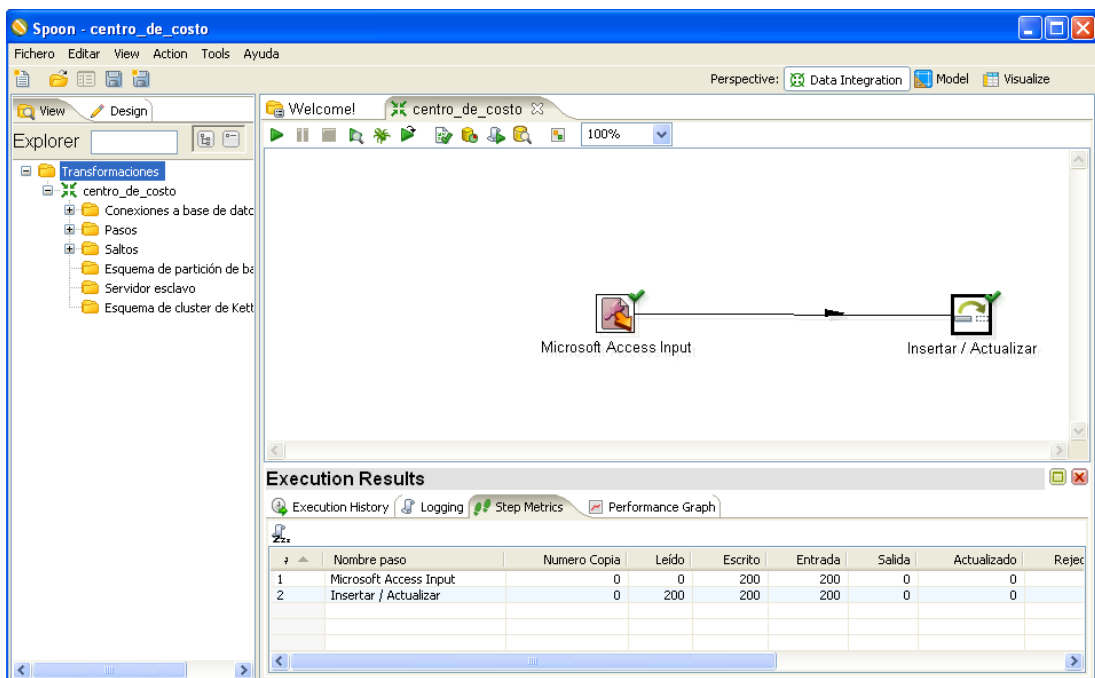 Spoon - centro_de_costo
Fichero Editar View Action Tools Ayuda
Perspective: Data Integration Model Visualize
View Design
Welcome! centro_de_costo
Explorer
100%
Transformaciones
centro_de_costo
Conexiones a base de datc
Pasos
Saltos
Esquema de partición de ba
Servidor esclavo
Esquema de cluster de Kett
Microsoft Access Input
Insertar / Actualizar
Execution Results
Execution History Logging Step Metrics Performance Graph
Nombre paso Numero Copia Leído Escrito Entrada Salida Actualizado Rejec
1 Microsoft Access Input 0 0 200 200 0 0
2 Insertar / Actualizar 0 200 200 200 0 0